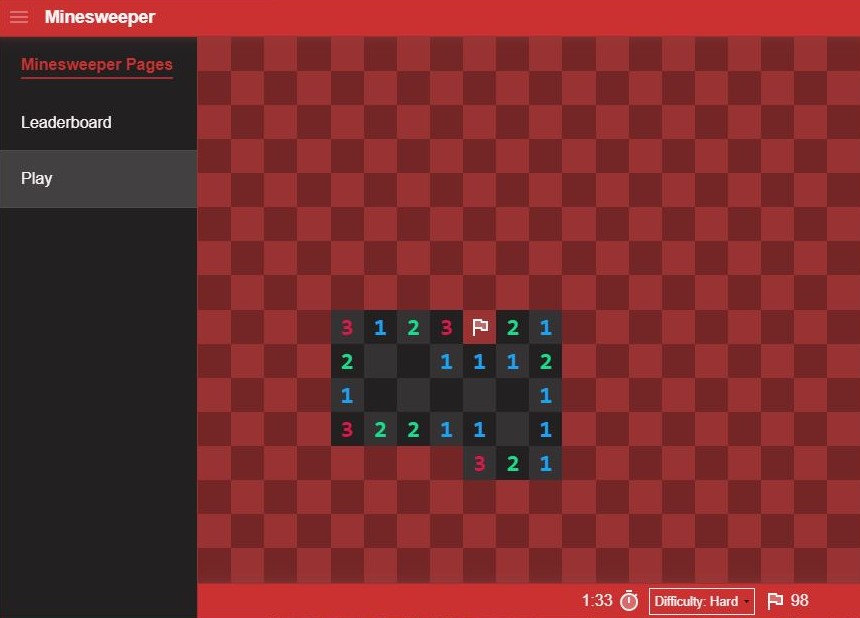 Minesweeper
Minesweeper Pages
Leaderboard
Play
3 1 2 3 2 1
2 1 1 1 2
1 1
3 2 2 1 1 1
3 2 1
1:33 Difficulty: Hard 98